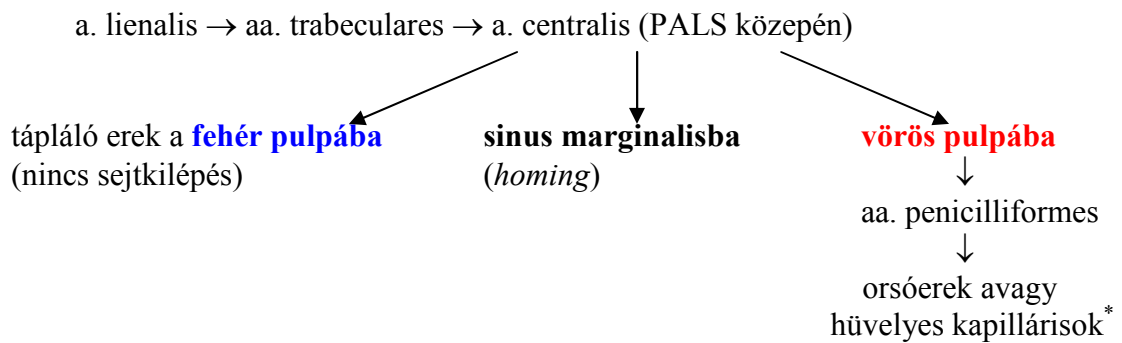 a. lienalis → aa. trabeculares → a. centralis (PALS közepén)
tápláló erek a fehér pulpába
(nincs sejtkilépés)
sinus marginalisba
(homing)
vörös pulpába
↓
aa. penicilliformes
↓
orsóerek avagy
hüvelyes kapillárisok*